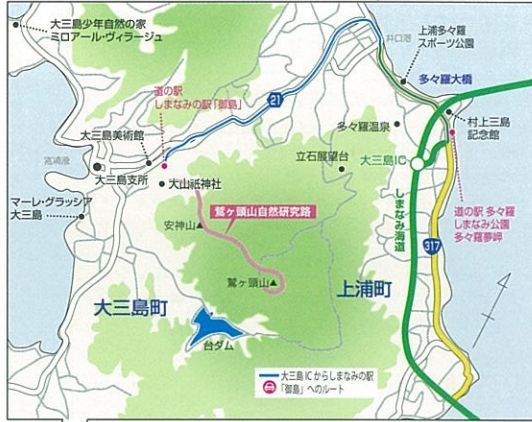 大三島少年自然の家
ミロアール・ヴィラージュ
井口港
上浦多々羅
スポーツ公園
多々羅大橋
道の駅
しまなみの駅「御島」
21
多々羅温泉
村上三島
記念館
大三島美術館
宮浦港
大三島支所
大山祇神社
立石展望台
大三島IC
マーレ・グラッシア
大三島
鷲ヶ頭山自然研究路
しまなみ海道
道の駅 多々羅
しまなみ公園
多々羅夢岬
安神山
317
鷲ヶ頭山
大三島町
上浦町
台ダム
大三島ICからしまなみの駅
「御島」へのルート